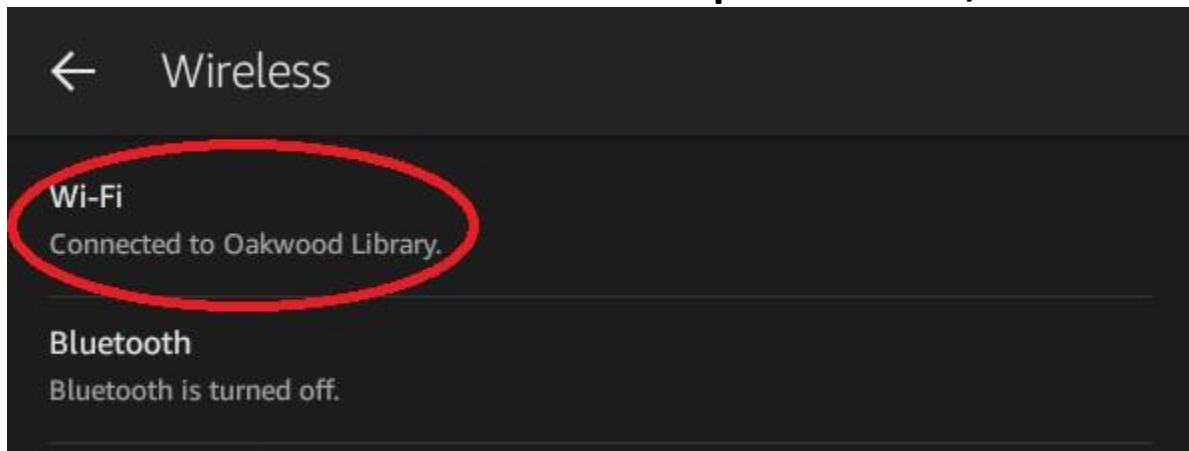 Wireless
Wi-Fi
Connected to Oakwood Library.
Bluetooth
Bluetooth is turned off.